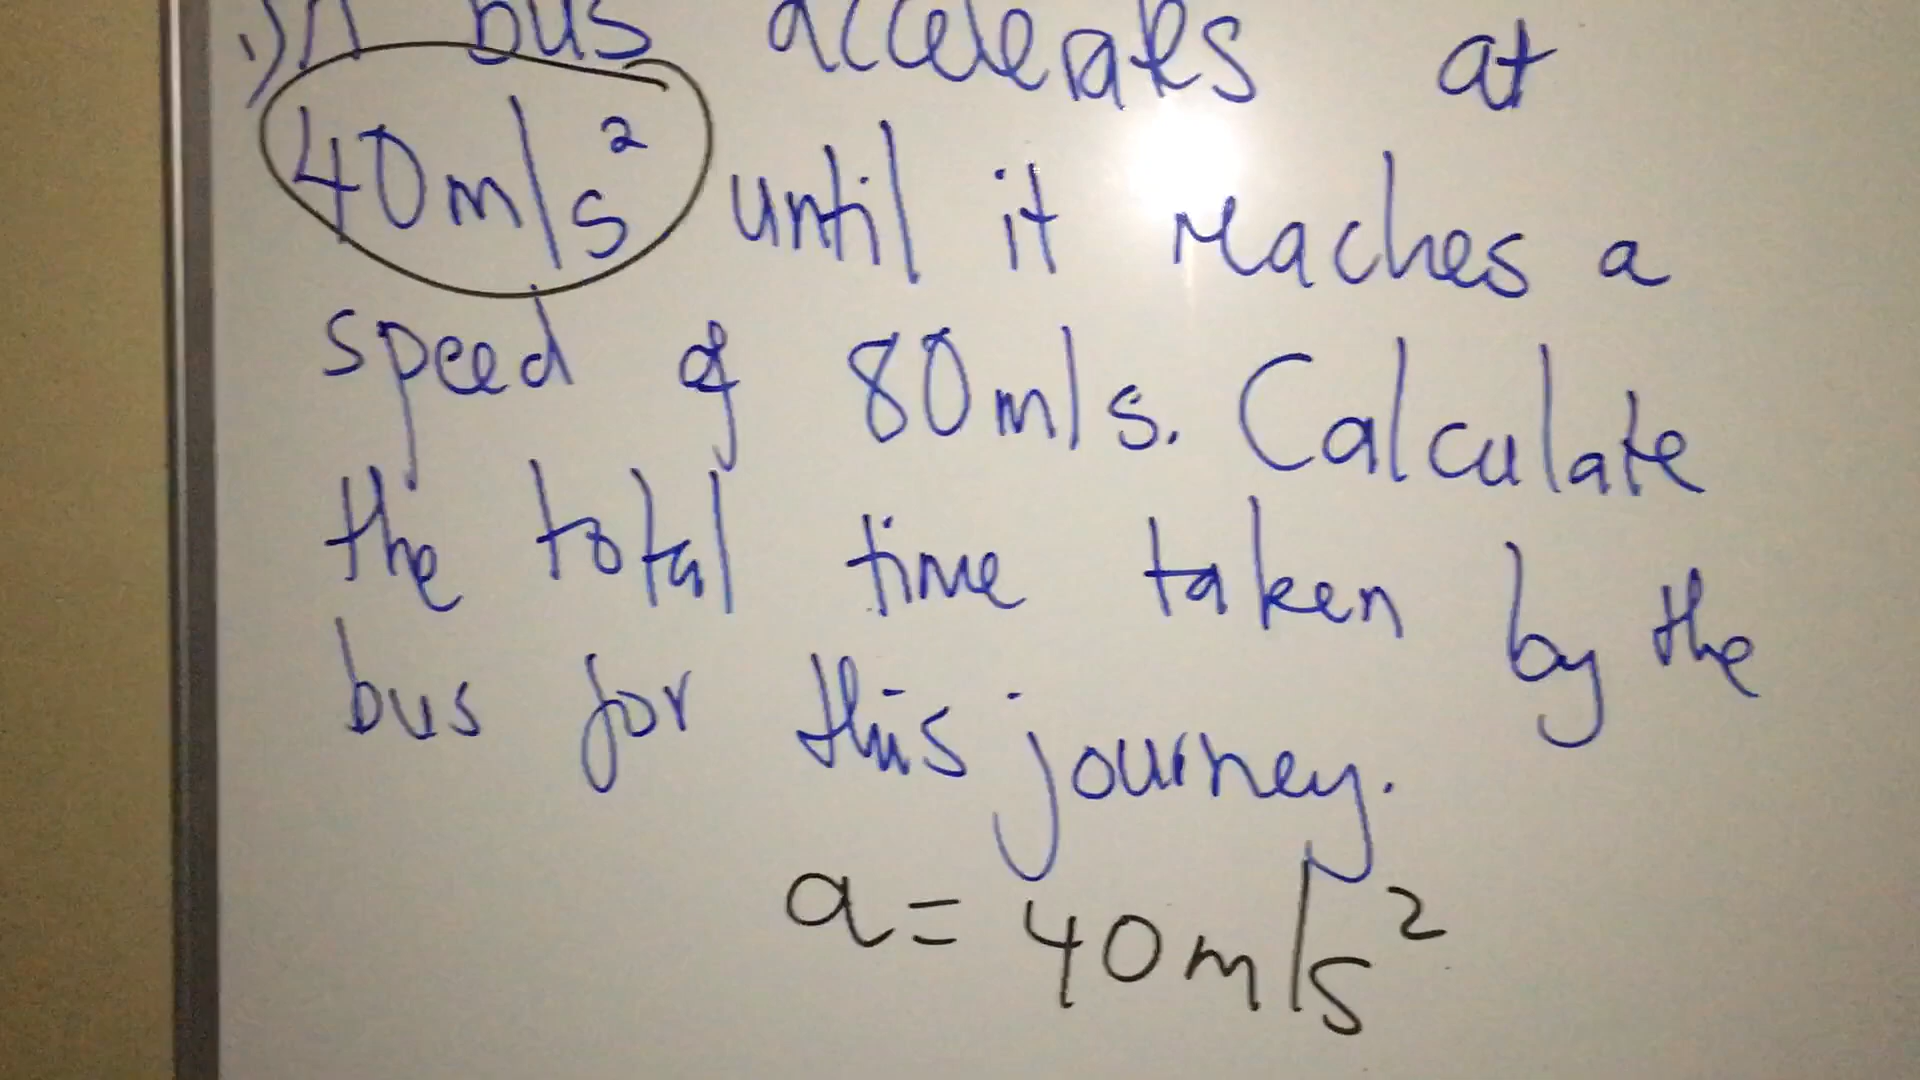 1.) A bus accelerates at
40m/s² until it reaches a
speed of 80m/s. Calculate
the total time taken by the
bus for this journey.
a = 40m/s²